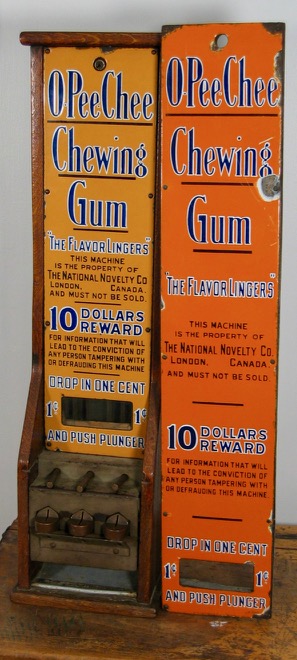 O-PeeChee
Chewing
Gum
"THE FLAVOR LINGERS"
THIS MACHINE
IS THE PROPERTY OF
THE NATIONAL NOVELTY CO
LONDON, CANADA.
AND MUST NOT BE SOLD.
10 DOLLARS
REWARD
FOR INFORMATION THAT WILL
LEAD TO THE CONVICTION OF
ANY PERSON TAMPERING WITH
OR DEFRAUDING THIS MACHINE
DROP IN ONE CENT
1¢ 1¢
AND PUSH PLUNGER
O-PeeChee
Chewing
Gum
"THE FLAVOR LINGERS"
THIS MACHINE
IS THE PROPERTY OF
THE NATIONAL NOVELTY CO.
LONDON, CANADA.
AND MUST NOT BE SOLD.
10 DOLLARS
REWARD
FOR INFORMATION THAT WILL
LEAD TO THE CONVICTION OF
ANY PERSON TAMPERING WITH
OR DEFRAUDING THIS MACHINE
DROP IN ONE CENT
1¢ 1¢
AND PUSH PLUNGER